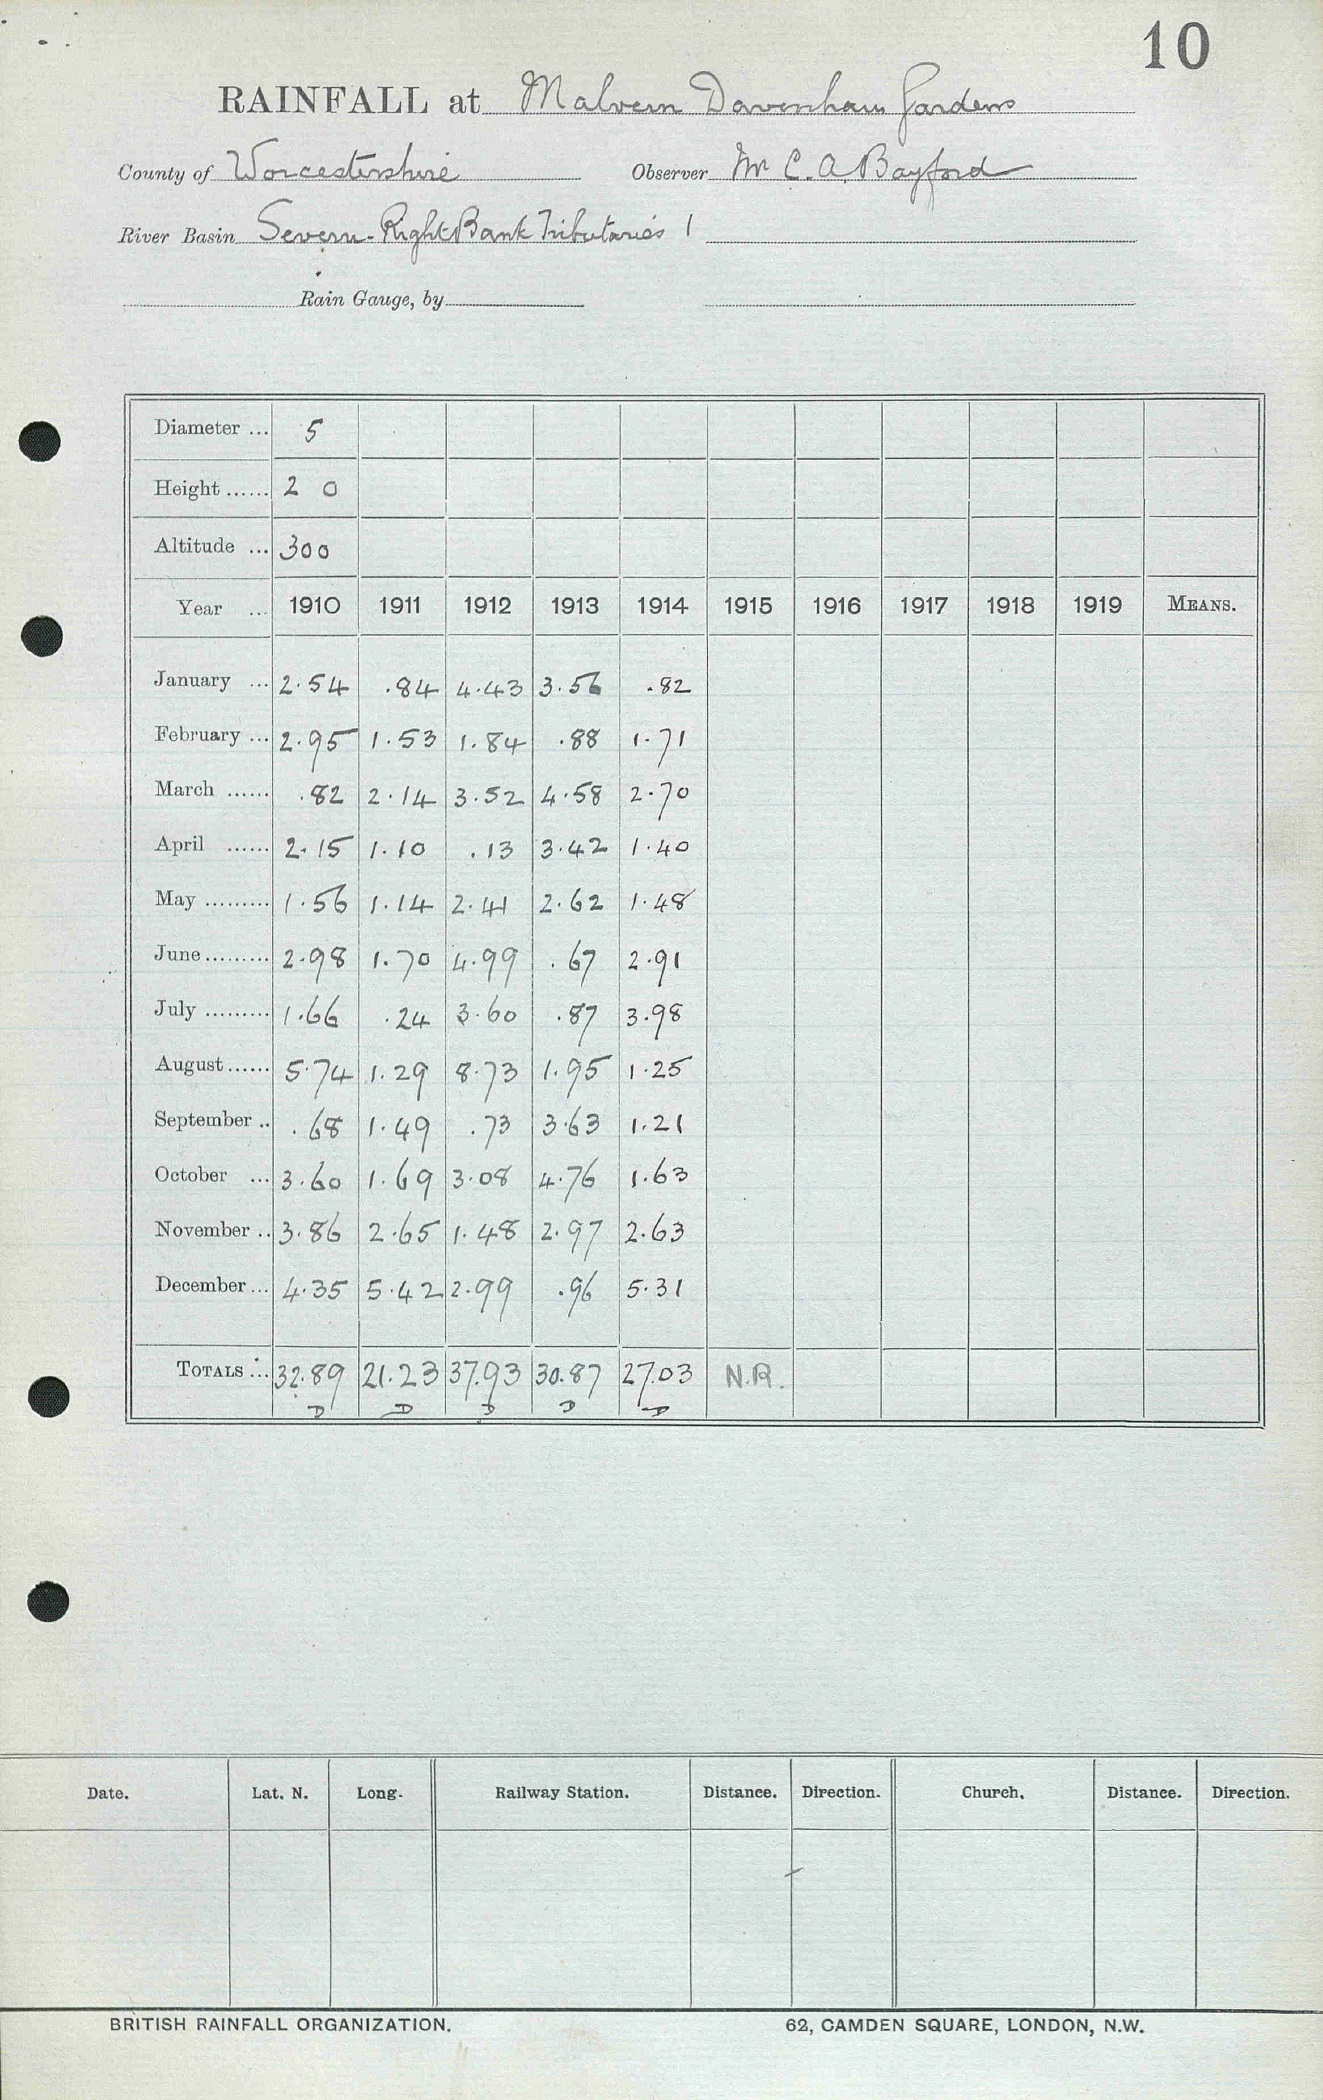 10
RAINFALL at Malvern Davenham Gardens
County of Worcestershire Observer Mr C. A. Bayford
River Basin Severn-Right Bank Tributaries 1
Rain Gauge, by
Diameter ... 5
Height ...... 2 0
Altitude ... 300
Year ... 1910 1911 1912 1913 1914 1915 1916 1917 1918 1919 MEANS.
January ... 2.54 .84 4.43 3.56 .82
February ... 2.95 1.53 1.84 .88 1.71
March ...... .82 2.14 3.52 4.58 2.70
April ...... 2.15 1.10 .13 3.42 1.40
May ......... 1.56 1.14 2.41 2.62 1.48
June ......... 2.98 1.70 4.99 .67 2.91
July ......... 1.66 .24 3.60 .87 3.98
August ...... 5.74 1.29 8.73 1.95 1.25
September .. .68 1.49 .73 3.63 1.21
October ... 3.60 1.69 3.08 4.76 1.63
November .. 3.86 2.65 1.48 2.97 2.63
December ... 4.35 5.42 2.99 .96 5.31
TOTALS ... 32.89 21.23 37.93 30.87 27.03 N.R.
D D D D D
Date. Lat. N. Long. Railway Station. Distance. Direction. Church. Distance. Direction.
BRITISH RAINFALL ORGANIZATION. 62, CAMDEN SQUARE, LONDON, N.W.